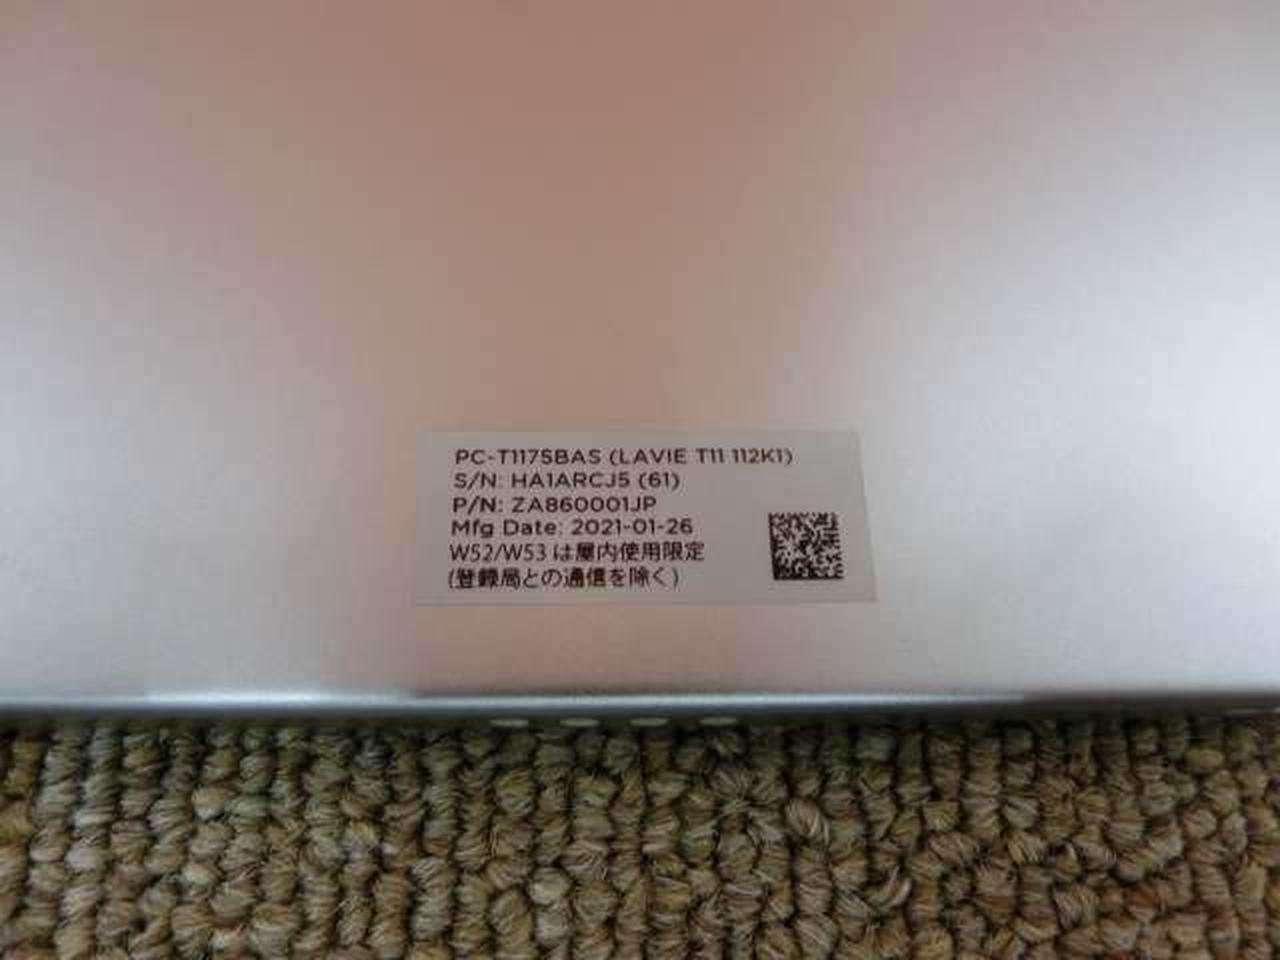 PC-T1175BAS (LAVIE T11 112K1)
S/N: HA1ARCJ5 (61)
P/N: ZA860001JP
Mfg Date: 2021-01-26
W52/W53 は屋内使用限定
(登録局との通信を除く)